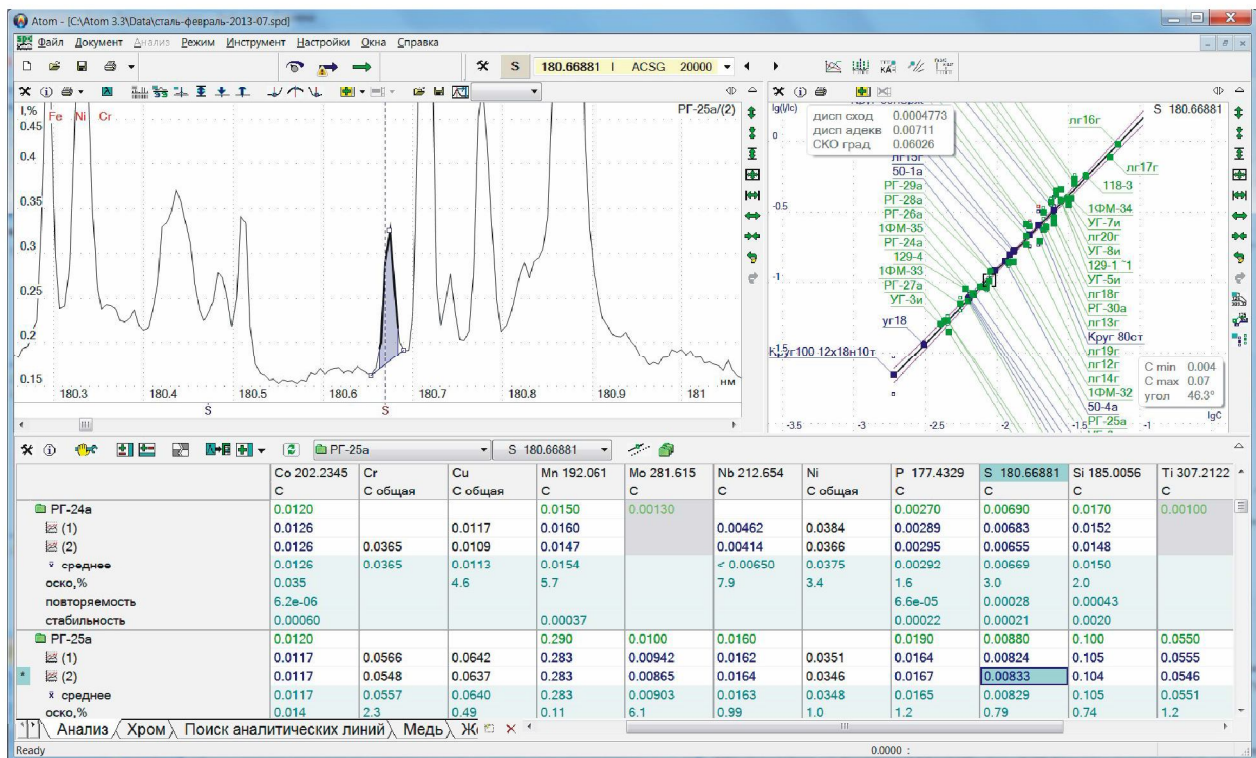 Atom - [C:\Atom 3.3\Data\сталь-февраль-2013-07.spd]
Файл Документ Анализ Режим Инструмент Настройки Окна Справка
S 180.66881 I ACSG 20000
I,% Fe Ni Cr РГ-25а/(2)
0.45
0.4
0.35
0.3
0.25
0.2
0.15
180.3 180.4 180.5 180.6 180.7 180.8 180.9 181 нм
S S
lg(I/Ic) S 180.66881
дисп сход 0.0004773
дисп адекв 0.00711
СКО град 0.06026
0
-0.5
-1
-1.5
-3.5 -3 -2.5 -2 -1.5 -1 lgC
лг15г
50-1а
РГ-29а
РГ-28а
РГ-26а
1ФМ-35
РГ-24а
129-4
1ФМ-33
РГ-27а
УГ-3и
уг18
Круг100 12х18н10т
лг16г
лг17г
118-3
1ФМ-34
УГ-7и
лг20г
УГ-8и
129-1 ˜1
УГ-5и
лг18г
РГ-30а
лг13г
Круг 80ст
лг19г
лг12г
лг14г
1ФМ-32
50-4а
РГ-25а
C min 0.004
C max 0.07
угол 46.3°
РГ-25а S 180.66881
Co 202.2345 Cr Cu Mn 192.061 Mo 281.615 Nb 212.654 Ni P 177.4329 S 180.66881 Si 185.0056 Ti 307.2122
C C общая C общая C C C C общая C C C C
РГ-24а 0.0120 0.0150 0.00130 0.00270 0.00690 0.0170 0.00100
(1) 0.0126 0.0117 0.0160 0.00462 0.0384 0.00289 0.00683 0.0152
(2) 0.0126 0.0365 0.0109 0.0147 0.00414 0.0366 0.00295 0.00655 0.0148
среднее 0.0126 0.0365 0.0113 0.0154 < 0.00650 0.0375 0.00292 0.00669 0.0150
оско,% 0.035 4.6 5.7 7.9 3.4 1.6 3.0 2.0
повторяемость 6.2e-06 6.6e-05 0.00028 0.00043
стабильность 0.00060 0.00037 0.00022 0.00021 0.0020
РГ-25а 0.0120 0.290 0.0100 0.0160 0.0190 0.00880 0.100 0.0550
(1) 0.0117 0.0566 0.0642 0.283 0.00942 0.0162 0.0351 0.0164 0.00824 0.105 0.0555
* (2) 0.0117 0.0548 0.0637 0.283 0.00865 0.0164 0.0346 0.0167 0.00833 0.104 0.0546
x среднее 0.0117 0.0557 0.0640 0.283 0.00903 0.0163 0.0348 0.0165 0.00829 0.105 0.0551
оско,% 0.014 2.3 0.49 0.11 6.1 0.99 1.0 1.2 0.79 0.74 1.2
Анализ Хром Поиск аналитических линий Медь
Ready 0.0000 :